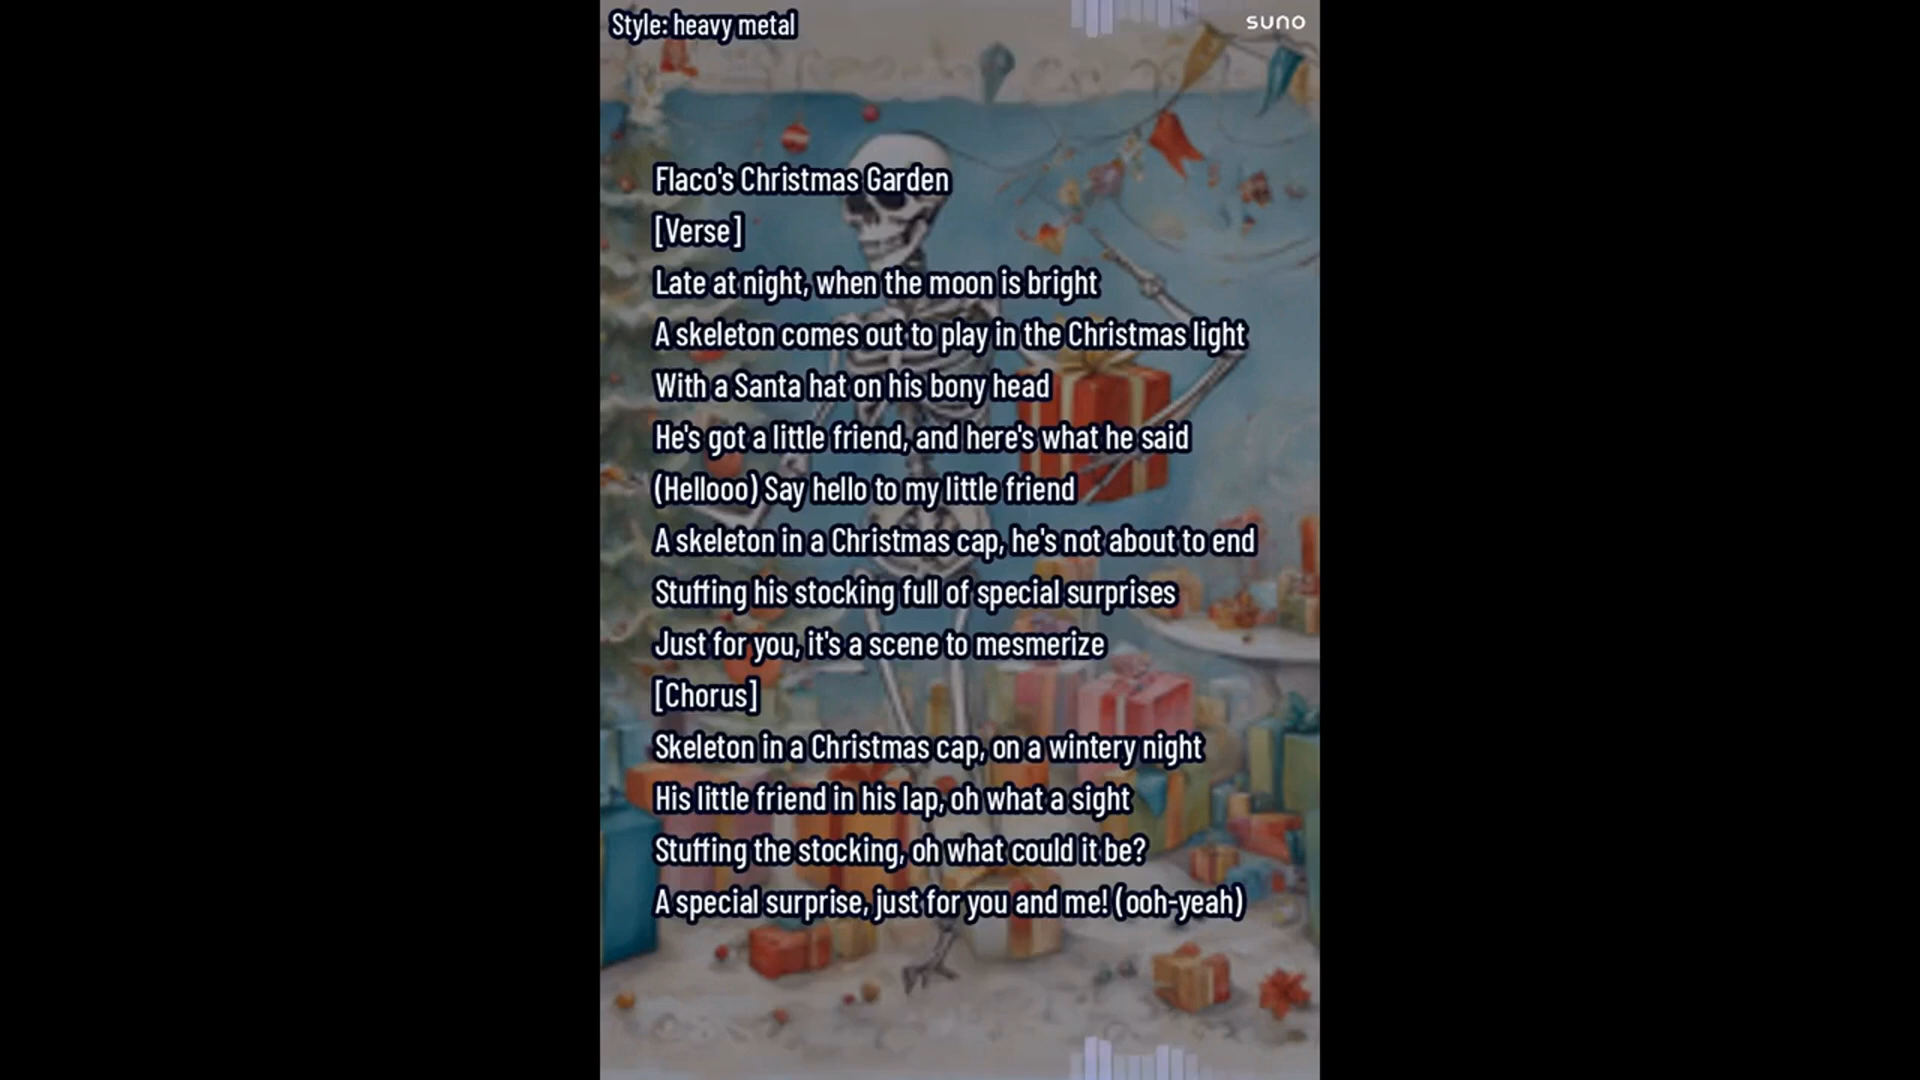 Style: heavy metal
suno
Flaco's Christmas Garden
[Verse]
Late at night, when the moon is bright
A skeleton comes out to play in the Christmas light
With a Santa hat on his bony head
He's got a little friend, and here's what he said
(Hellooo) Say hello to my little friend
A skeleton in a Christmas cap, he's not about to end
Stuffing his stocking full of special surprises
Just for you, it's a scene to mesmerize
[Chorus]
Skeleton in a Christmas cap, on a wintery night
His little friend in his lap, oh what a sight
Stuffing the stocking, oh what could it be?
A special surprise, just for you and me! (ooh-yeah)